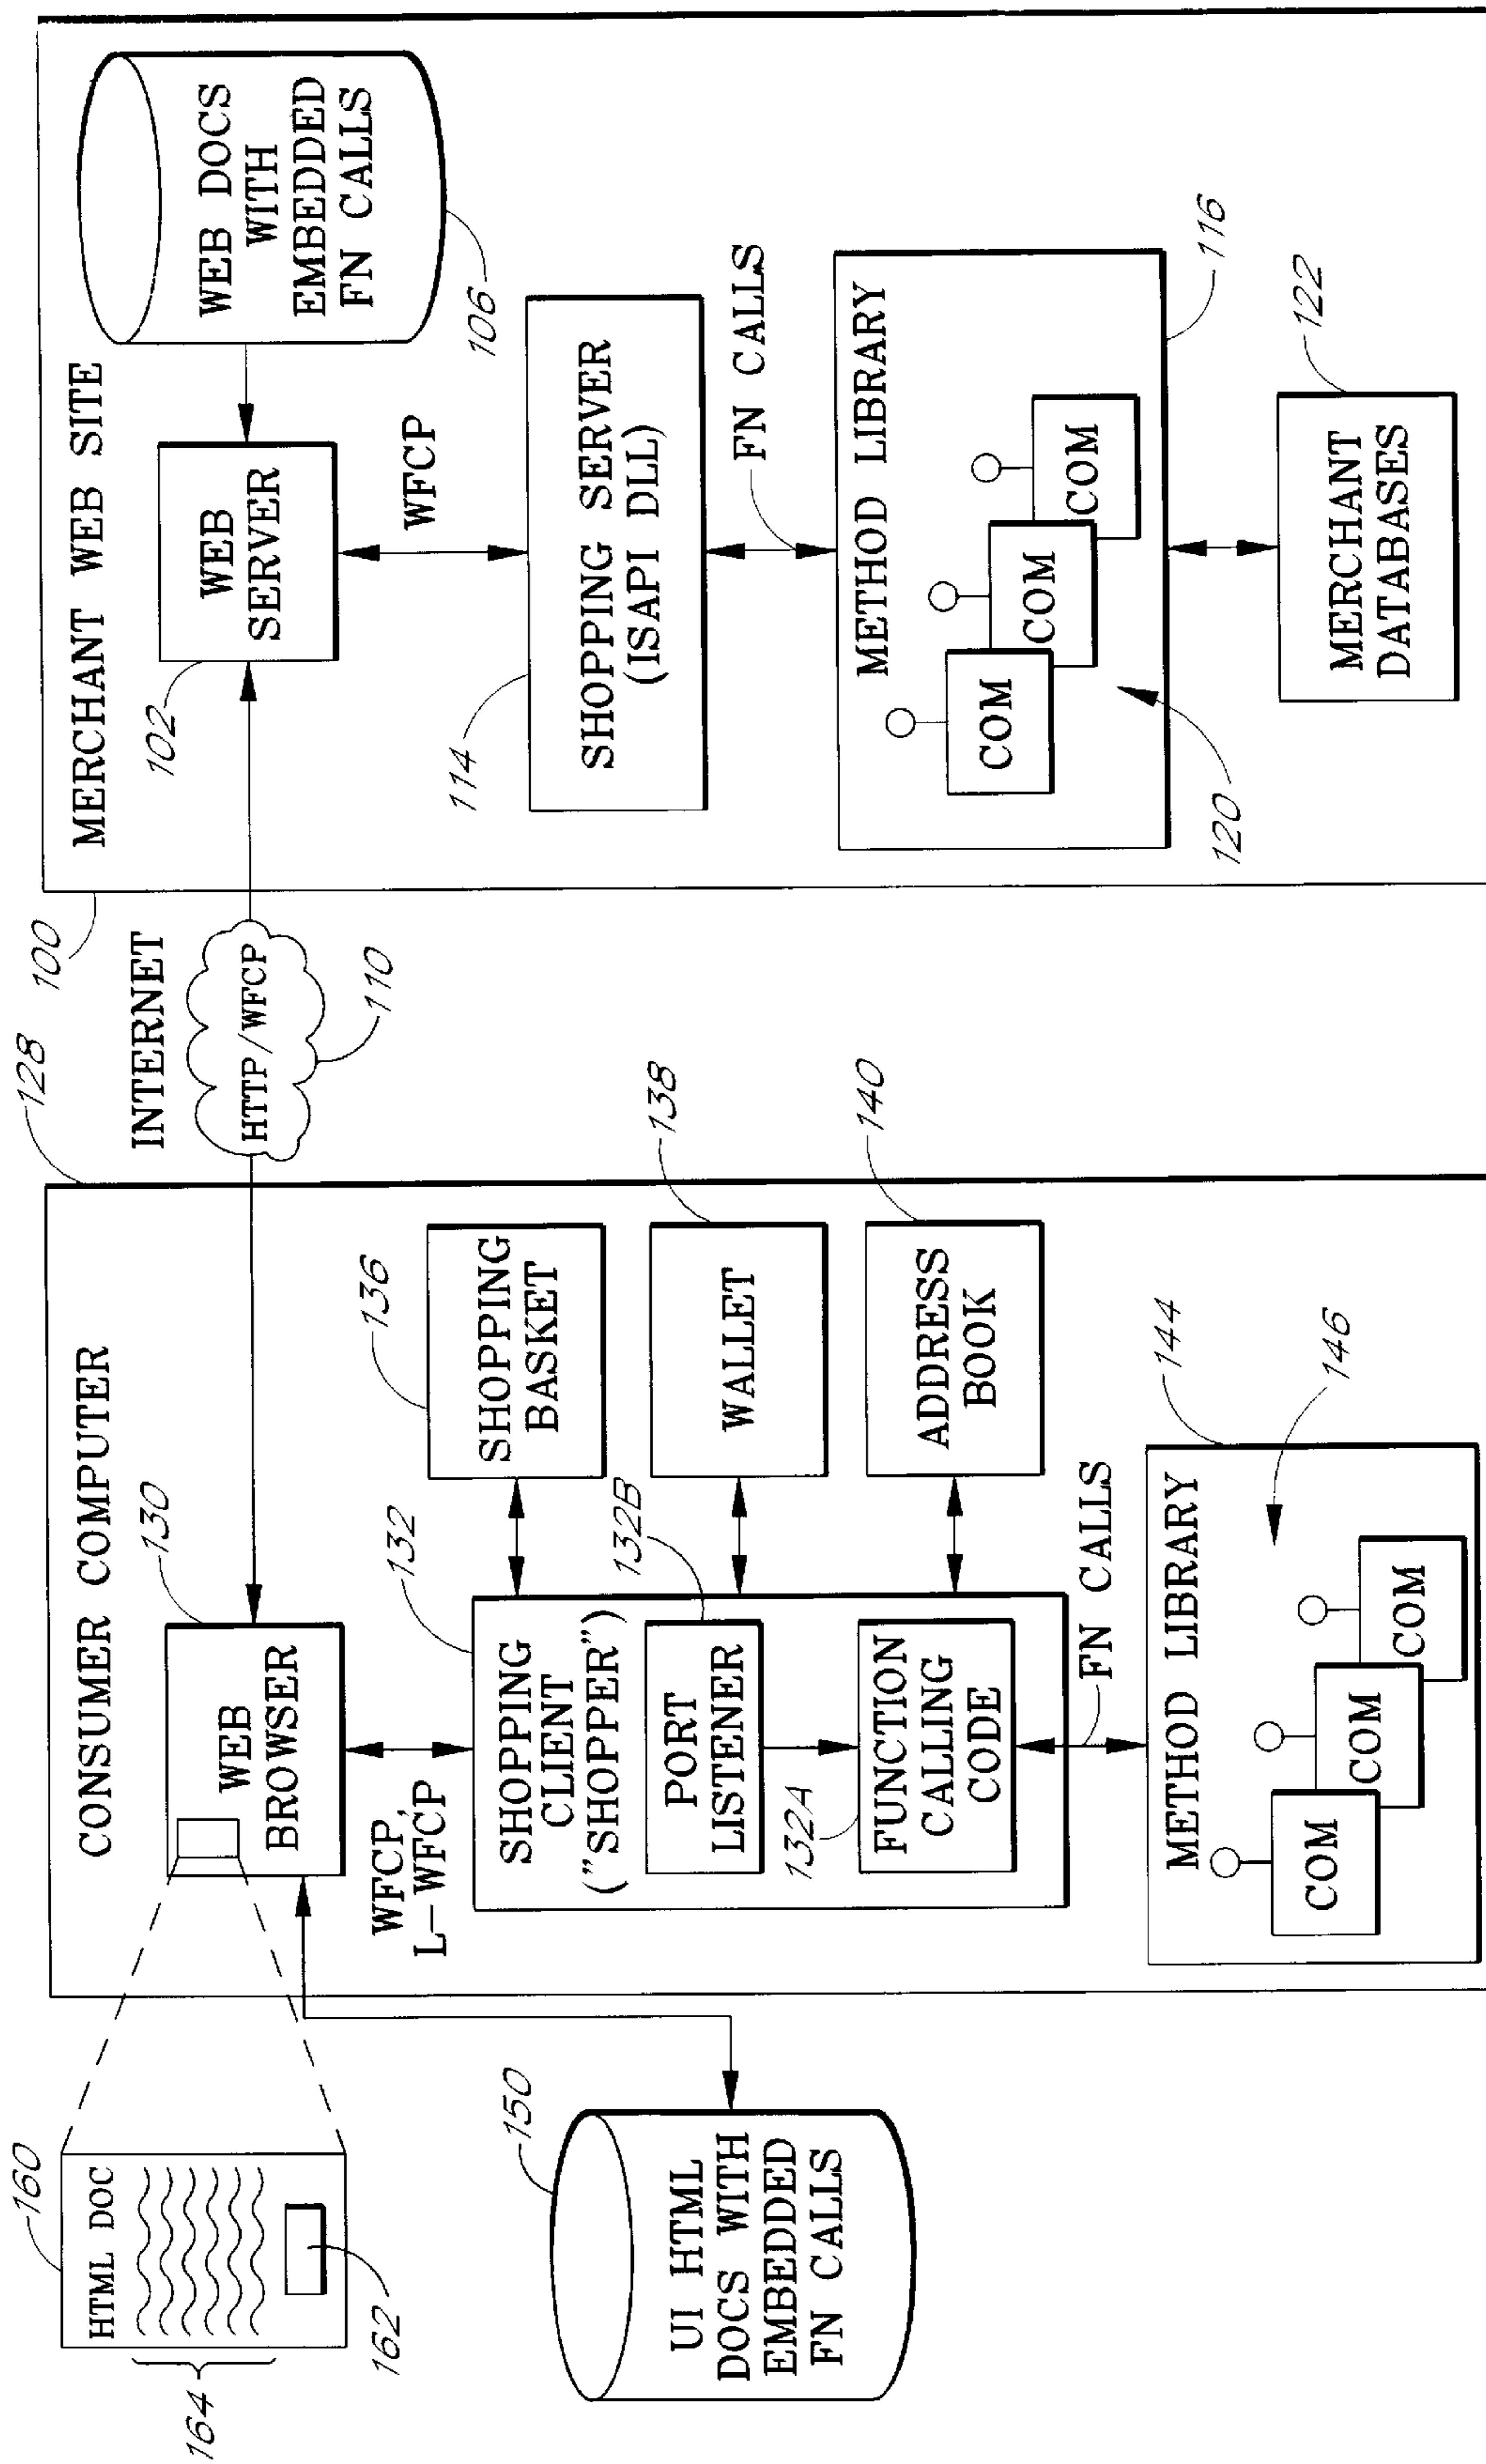 160
HTML DOC
164
162
150
UI HTML
DOCS WITH
EMBEDDED
FN CALLS
CONSUMER COMPUTER
128
130
WEB
BROWSER
WFCP,
L-WFCP
132
SHOPPING
CLIENT
("SHOPPER")
132B
PORT
LISTENER
132A
FUNCTION
CALLING
CODE
136
SHOPPING
BASKET
138
WALLET
140
ADDRESS
BOOK
FN CALLS
144
METHOD LIBRARY
146
COM
COM
COM
INTERNET
HTTP/WFCP
110
100
MERCHANT WEB SITE
102
WEB
SERVER
WEB DOCS
WITH
EMBEDDED
FN CALLS
106
WFCP
114
SHOPPING SERVER
(ISAPI DLL)
FN CALLS
METHOD LIBRARY
116
COM
COM
COM
120
122
MERCHANT
DATABASES